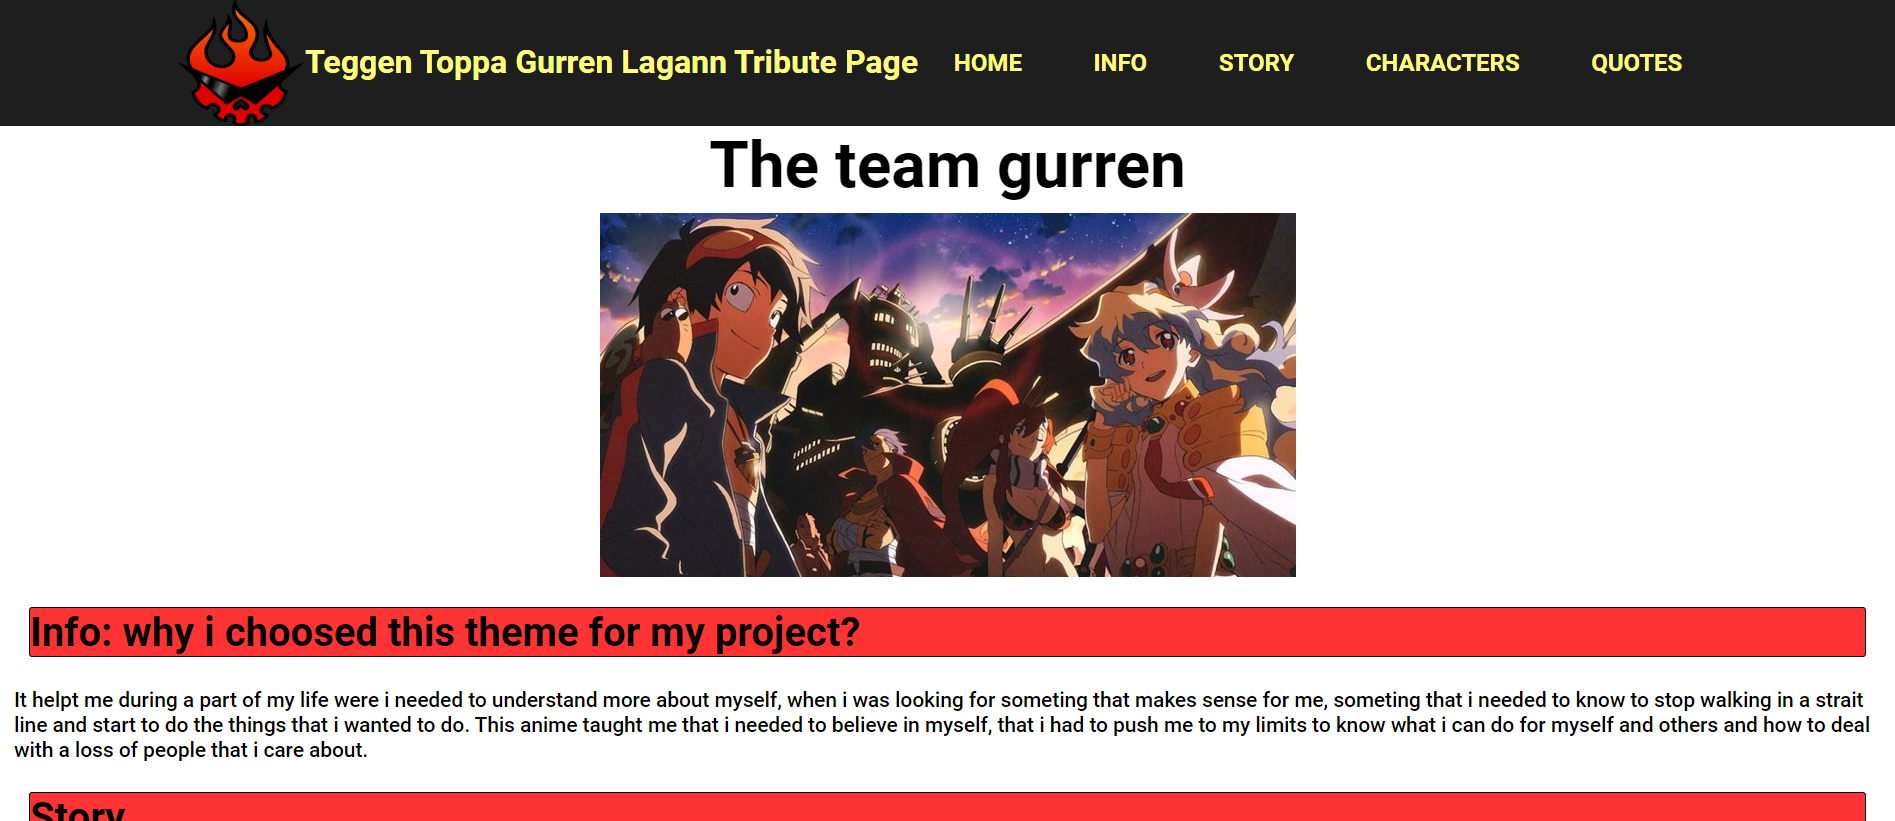 Teggen Toppa Gurren Lagann Tribute Page HOME INFO STORY CHARACTERS QUOTES
The team gurren
Info: why i choosed this theme for my project?
It helpt me during a part of my life were i needed to understand more about myself, when i was looking for someting that makes sense for me, someting that i needed to know to stop walking in a strait
line and start to do the things that i wanted to do. This anime taught me that i needed to believe in myself, that i had to push me to my limits to know what i can do for myself and others and how to deal
with a loss of people that i care about.
Story